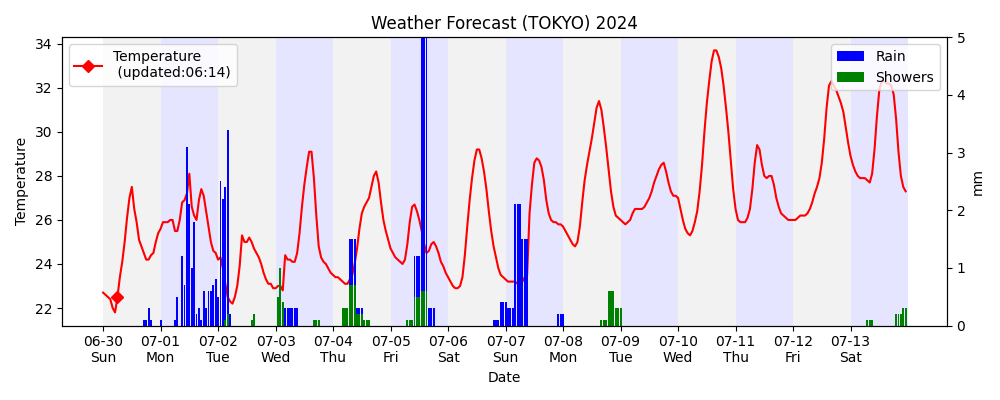 Weather Forecast (TOKYO) 2024
Temperature
(updated:06:14)
Rain
Showers
Temperature
34
32
30
28
26
24
22
5
4
3
2
1
0
mm
06-30 07-01 07-02 07-03 07-04 07-05 07-06 07-07 07-08 07-09 07-10 07-11 07-12 07-13
Sun Mon Tue Wed Thu Fri Sat Sun Mon Tue Wed Thu Fri Sat
Date